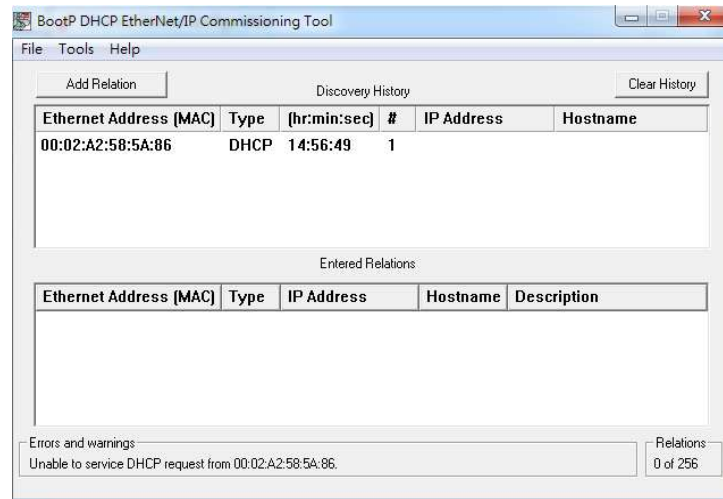 BootP DHCP EtherNet/IP Commissioning Tool
File Tools Help
Add Relation Discovery History Clear History
Ethernet Address (MAC) Type (hr:min:sec) # IP Address Hostname
00:02:A2:58:5A:86 DHCP 14:56:49 1
Entered Relations
Ethernet Address (MAC) Type IP Address Hostname Description
Errors and warnings Relations
Unable to service DHCP request from 00:02:A2:58:5A:86. 0 of 256